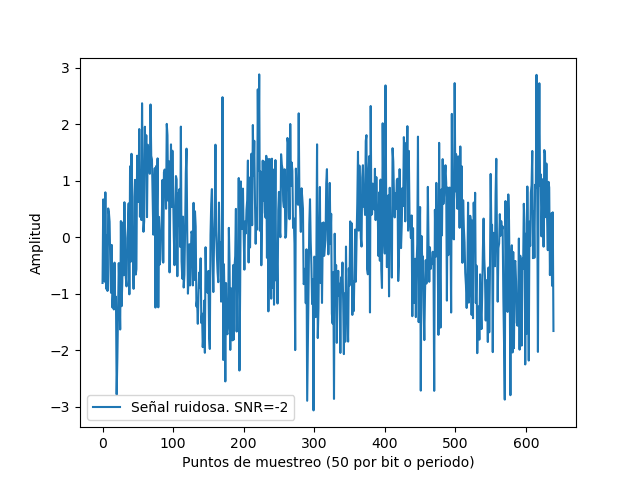 3
2
1
0
−1
−2
−3
Amplitud
Señal ruidosa. SNR=-2
0 100 200 300 400 500 600
Puntos de muestreo (50 por bit o periodo)